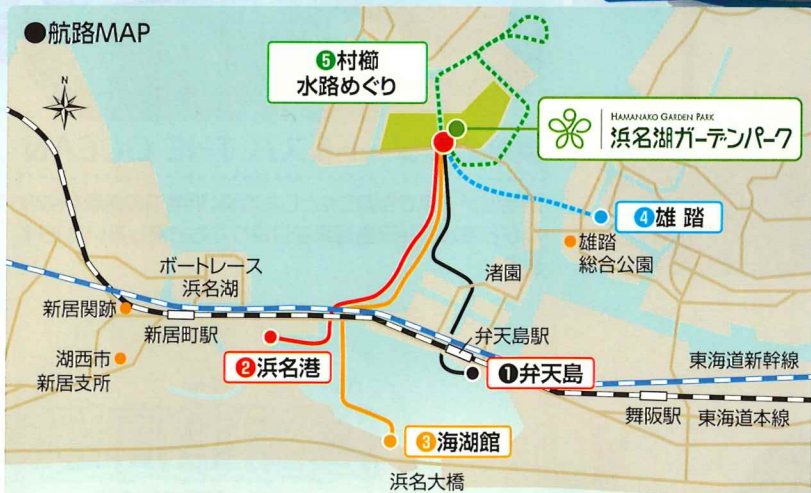 ●航路MAP
N
❺村櫛
水路めぐり
HAMANAKO GARDEN PARK
浜名湖ガーデンパーク
❹雄踏
雄踏
総合公園
ボートレース
浜名湖
渚園
新居関跡
新居町駅
弁天島駅
湖西市
新居支所
❷浜名港
❶弁天島
東海道新幹線
舞阪駅
東海道本線
❸海湖館
浜名大橋